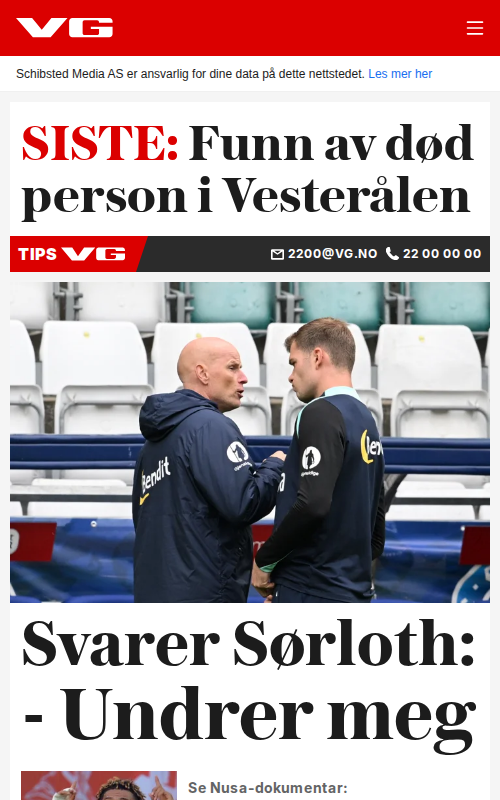 VG
Schibsted Media AS er ansvarlig for dine data på dette nettstedet. Les mer her
SISTE: Funn av død
person i Vesterålen
TIPS VG 2200@VG.NO 22 00 00 00
Bendit
Svarer Sørloth:
- Undrer meg
Se Nusa-dokumentar: